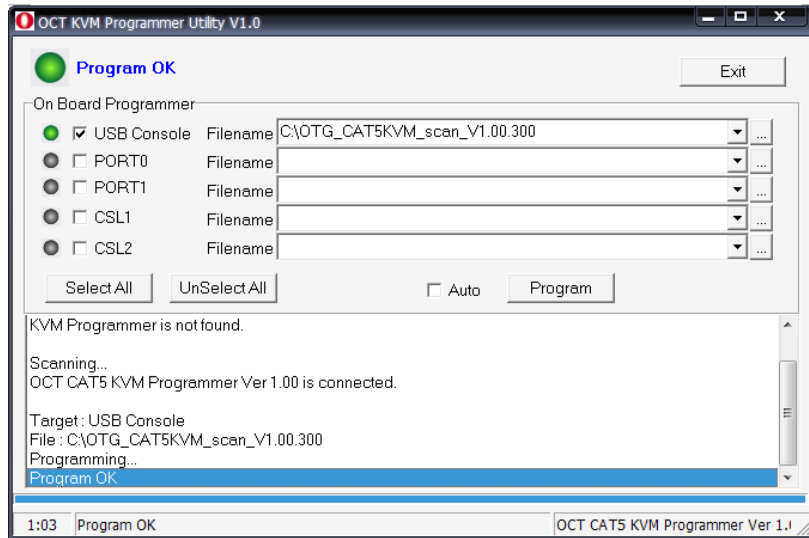 OCT KVM Programmer Utility V1.0
Program OK
Exit
On Board Programmer
USB Console Filename C:\OTG_CAT5KVM_scan_V1.00.300 ...
PORT0 Filename ...
PORT1 Filename ...
CSL1 Filename ...
CSL2 Filename ...
Select All UnSelect All Auto Program
KVM Programmer is not found.
Scanning...
OCT CAT5 KVM Programmer Ver 1.00 is connected.
Target : USB Console
File : C:\OTG_CAT5KVM_scan_V1.00.300
Programming...
Program OK
1:03 Program OK OCT CAT5 KVM Programmer Ver 1.